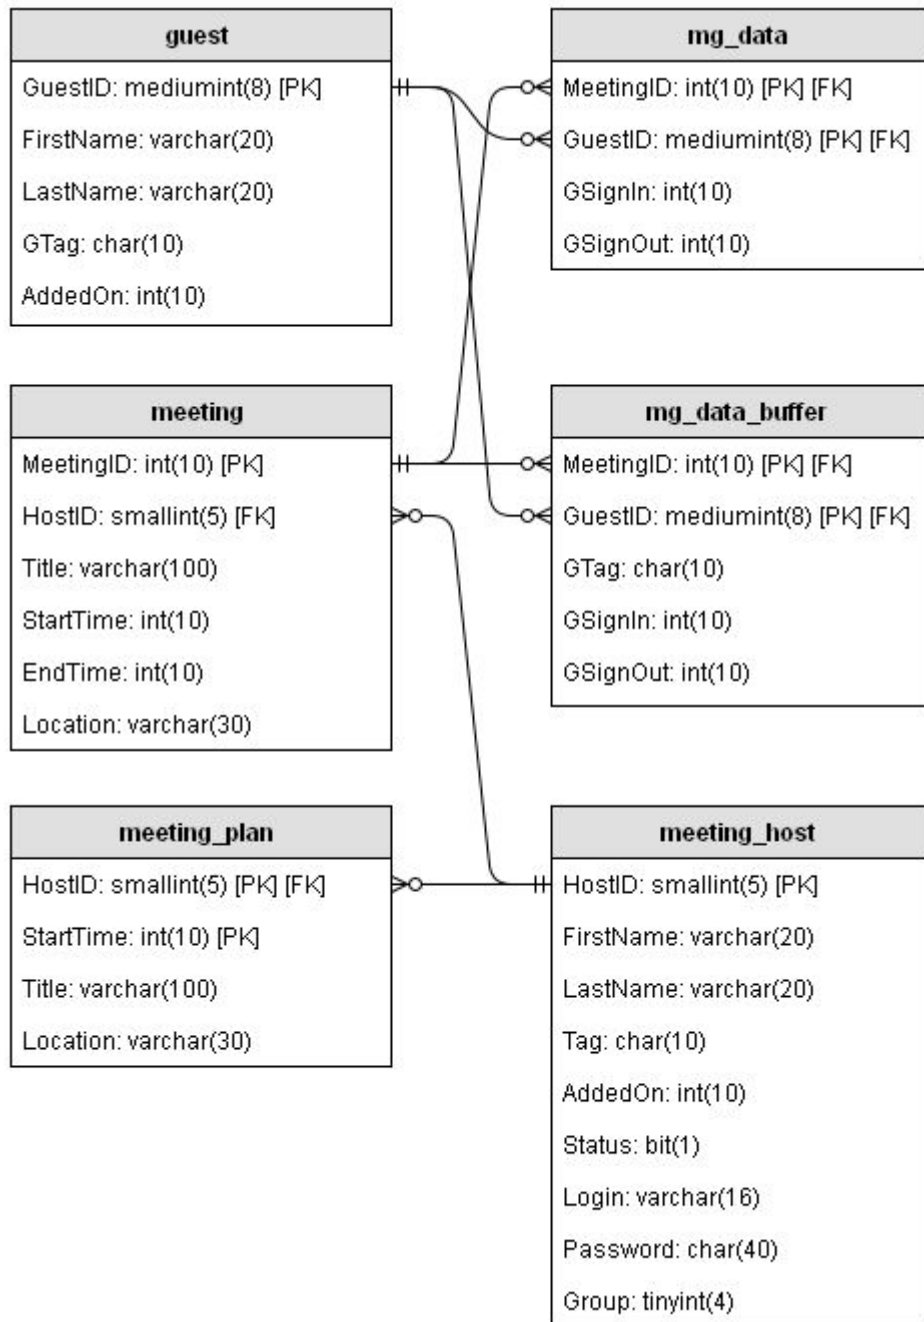 guest
GuestID: mediumint(8) [PK]
FirstName: varchar(20)
LastName: varchar(20)
GTag: char(10)
AddedOn: int(10)
mg_data
MeetingID: int(10) [PK] [FK]
GuestID: mediumint(8) [PK] [FK]
GSignIn: int(10)
GSignOut: int(10)
meeting
MeetingID: int(10) [PK]
HostID: smallint(5) [FK]
Title: varchar(100)
StartTime: int(10)
EndTime: int(10)
Location: varchar(30)
mg_data_buffer
MeetingID: int(10) [PK] [FK]
GuestID: mediumint(8) [PK] [FK]
GTag: char(10)
GSignIn: int(10)
GSignOut: int(10)
meeting_plan
HostID: smallint(5) [PK] [FK]
StartTime: int(10) [PK]
Title: varchar(100)
Location: varchar(30)
meeting_host
HostID: smallint(5) [PK]
FirstName: varchar(20)
LastName: varchar(20)
Tag: char(10)
AddedOn: int(10)
Status: bit(1)
Login: varchar(16)
Password: char(40)
Group: tinyint(4)